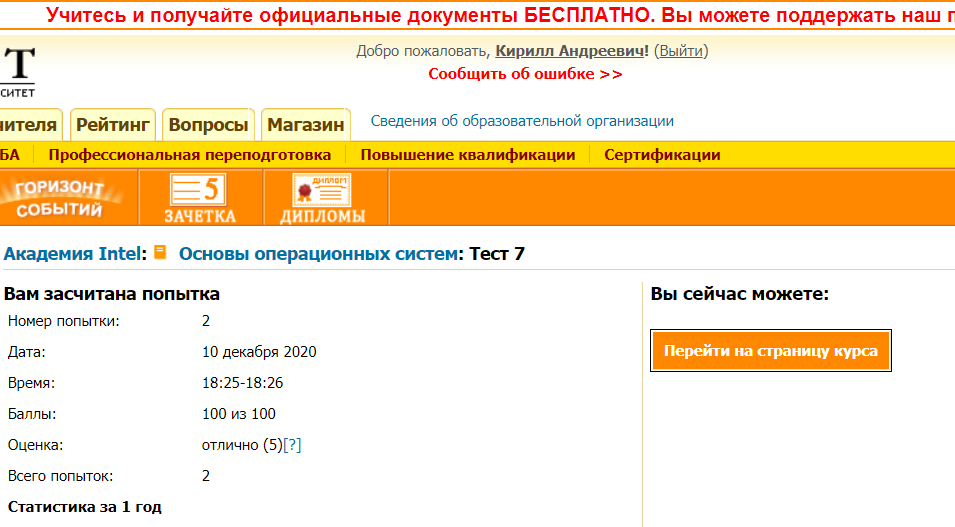 Учитесь и получайте официальные документы БЕСПЛАТНО. Вы можете поддержать наш
Добро пожаловать, Кирилл Андреевич! (Выйти)
Сообщить об ошибке >>
Т
СИТЕТ
чителя Рейтинг Вопросы Магазин Сведения об образовательной организации
БА Профессиональная переподготовка Повышение квалификации Сертификации
ГОРИЗОНТ СОБЫТИЙ
5 ЗАЧЕТКА
ДИПЛОМ ДИПЛОМЫ
Академия Intel: Основы операционных систем: Тест 7
Вам засчитана попытка
Номер попытки: 2
Дата: 10 декабря 2020
Время: 18:25-18:26
Баллы: 100 из 100
Оценка: отлично (5)[?]
Всего попыток: 2
Статистика за 1 год
Вы сейчас можете:
Перейти на страницу курса